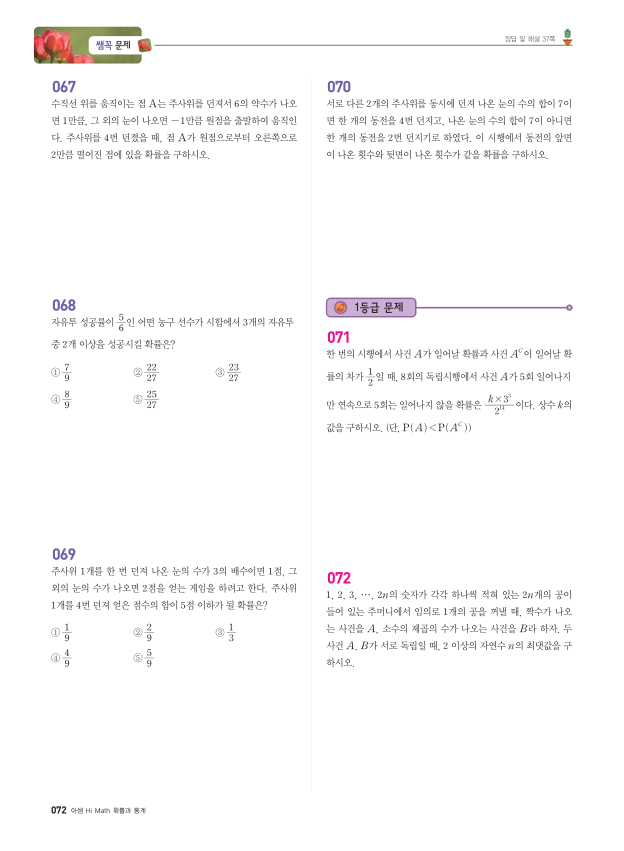 쌤꼭 문제
정답 및 해설 37쪽
067
수직선 위를 움직이는 점 A는 주사위를 던져서 6의 약수가 나오
면 1만큼, 그 외의 눈이 나오면 −1만큼 원점을 출발하여 움직인
다. 주사위를 4번 던졌을 때, 점 A가 원점으로부터 오른쪽으로
2만큼 떨어진 점에 있을 확률을 구하시오.
068
자유투 성공률이 5/6인 어떤 농구 선수가 시합에서 3개의 자유투
중 2개 이상을 성공시킬 확률은?
① 7/9 ② 22/27 ③ 23/27
④ 8/9 ⑤ 25/27
069
주사위 1개를 한 번 던져 나온 눈의 수가 3의 배수이면 1점, 그
외의 눈의 수가 나오면 2점을 얻는 게임을 하려고 한다. 주사위
1개를 4번 던져 얻은 점수의 합이 5점 이하가 될 확률은?
① 1/9 ② 2/9 ③ 1/3
④ 4/9 ⑤ 5/9
070
서로 다른 2개의 주사위를 동시에 던져 나온 눈의 수의 합이 7이
면 한 개의 동전을 4번 던지고, 나온 눈의 수의 합이 7이 아니면
한 개의 동전을 2번 던지기로 하였다. 이 시행에서 동전의 앞면
이 나온 횟수와 뒷면이 나온 횟수가 같을 확률을 구하시오.
1등급 문제
071
한 번의 시행에서 사건 A가 일어날 확률과 사건 A^C이 일어날 확
률의 차가 1/2일 때, 8회의 독립시행에서 사건 A가 5회 일어나지
만 연속으로 5회는 일어나지 않을 확률은 k×3^3/2^14이다. 상수 k의
값을 구하시오. (단, P(A)<P(A^C))
072
1, 2, 3, ⋯, 2n의 숫자가 각각 하나씩 적혀 있는 2n개의 공이
들어 있는 주머니에서 임의로 1개의 공을 꺼낼 때, 짝수가 나오
는 사건을 A, 소수의 제곱의 수가 나오는 사건을 B라 하자. 두
사건 A, B가 서로 독립일 때, 2 이상의 자연수 n의 최댓값을 구
하시오.
072 아샘 Hi Math 확률과 통계